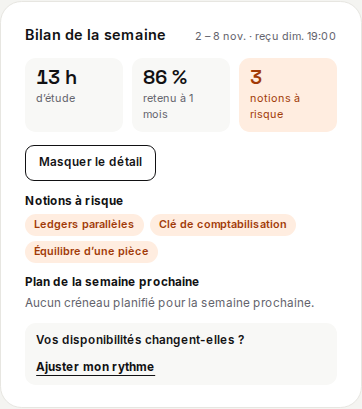 Bilan de la semaine
2 – 8 nov. · reçu dim. 19:00
13 h
d’étude
86 %
retenu à 1
mois
3
notions à
risque
Masquer le détail
Notions à risque
Ledgers parallèles
Clé de comptabilisation
Équilibre d’une pièce
Plan de la semaine prochaine
Aucun créneau planifié pour la semaine prochaine.
Vos disponibilités changent-elles ?
Ajuster mon rythme